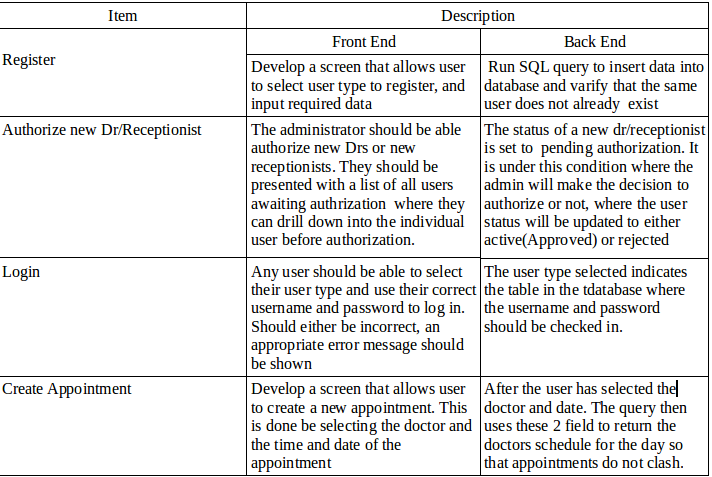 Item
Description
Front End
Back End
Register
Develop a screen that allows user
to select user type to register, and
input required data
Run SQL query to insert data into
database and varify that the same
user does not already exist
Authorize new Dr/Receptionist
The administrator should be able
authorize new Drs or new
receptionists. They should be
presented with a list of all users
awaiting authrization where they
can drill down into the individual
user before authorization.
The status of a new dr/receptionist
is set to pending authorization. It
is under this condition where the
admin will make the decision to
authorize or not, where the user
status will be updated to either
active(Approved) or rejected
Login
Any user should be able to select
their user type and use their correct
username and password to log in.
Should either be incorrect, an
appropriate error message should
be shown
The user type selected indicates
the table in the tdatabase where
the username and password
should be checked in.
Create Appointment
Develop a screen that allows user
to create a new appointment. This
is done be selecting the doctor and
the time and date of the
appointment
After the user has selected the
doctor and date. The query then
uses these 2 field to return the
doctors schedule for the day so
that appointments do not clash.